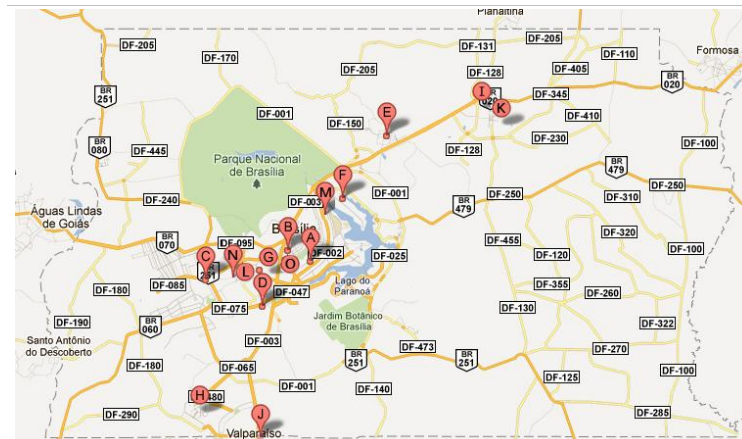 Planaltina
DF-205
DF-170
DF-131
DF-205
DF-110
Formosa
DF-205
DF-128
DF-405
BR
251
I
BR
020
DF-345
BR
020
K
E
DF-001
DF-150
DF-410
DF-230
BR
080
DF-445
DF-128
DF-100
Parque Nacional
de Brasília
F
BR
479
M
DF-003
DF-001
DF-250
DF-250
DF-240
DF-310
Águas Lindas
de Goiás
BR
479
B
A
DF-320
BR
070
DF-095
DF-002
DF-455
DF-100
C
N
G
DF-025
DF-120
251
L
O
DF-180
DF-085
D
DF-047
Lago do
Paranoá
DF-355
DF-260
DF-075
DF-130
DF-190
BR
060
Jardim Botânico
de Brasília
DF-322
Santo Antônio
do Descoberto
DF-003
DF-473
DF-270
DF-180
DF-065
BR
251
BR
251
DF-100
DF-001
DF-140
DF-125
H
480
J
DF-290
DF-285
Valparaíso